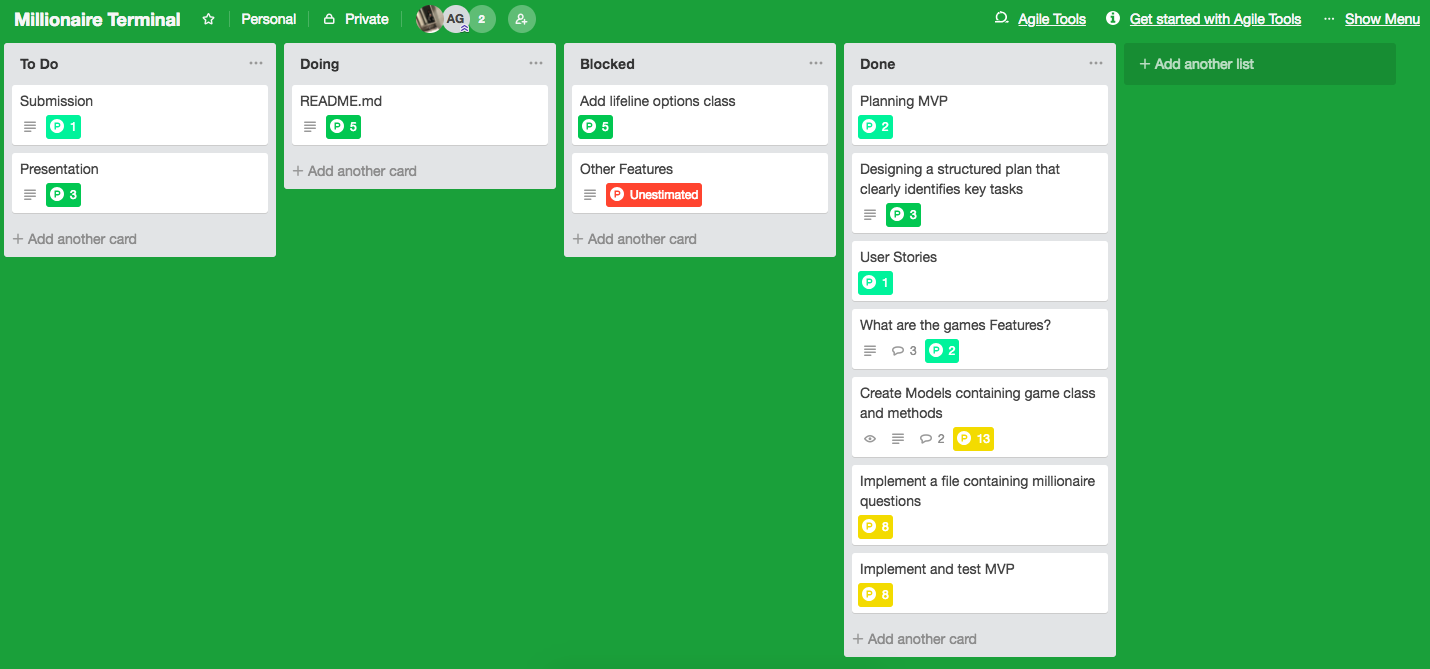 Millionaire Terminal Personal Private AG 2 Agile Tools Get started with Agile Tools ... Show Menu
To Do ...
Submission
P 1
Presentation
P 3
+ Add another card
Doing ...
README.md
P 5
+ Add another card
Blocked ...
Add lifeline options class
P 5
Other Features
P Unestimated
+ Add another card
Done ...
Planning MVP
P 2
Designing a structured plan that
clearly identifies key tasks
P 3
User Stories
P 1
What are the games Features?
3 P 2
Create Models containing game class
and methods
2 P 13
Implement a file containing millionaire
questions
P 8
Implement and test MVP
P 8
+ Add another card
+ Add another list